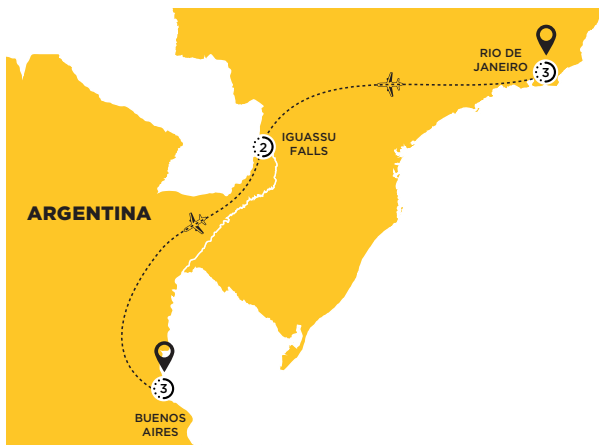 RIO DE
JANEIRO
3
2
IGUASSU
FALLS
ARGENTINA
3
BUENOS
AIRES